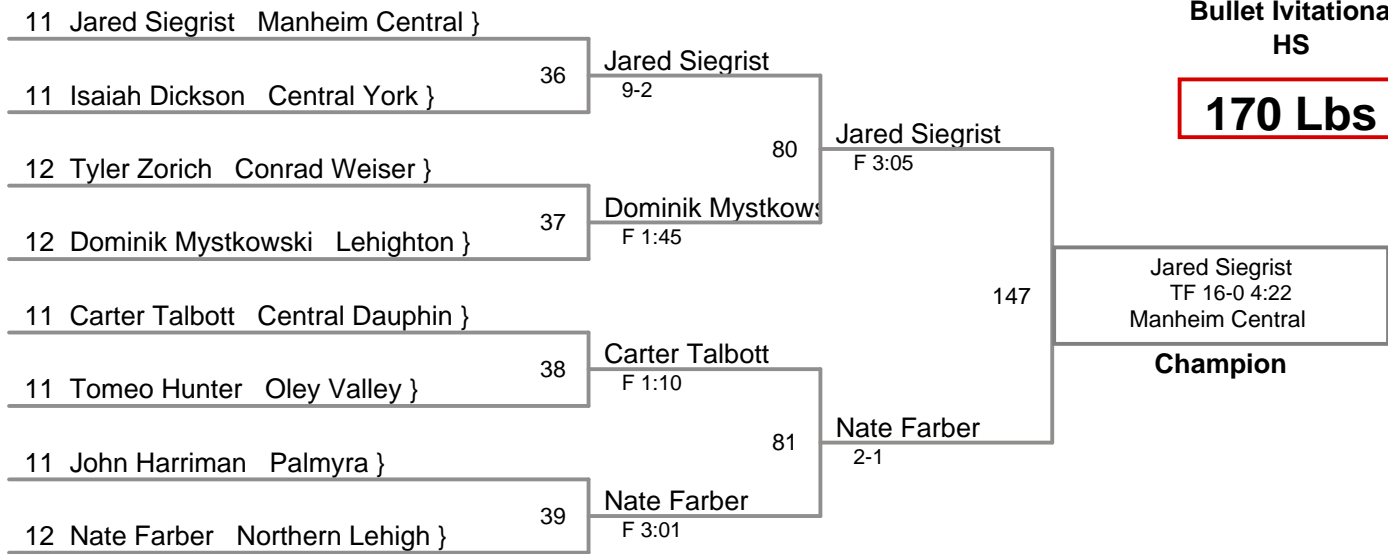 Bullet Ivitationa
HS
170 Lbs
11 Jared Siegrist Manheim Central }
36
Jared Siegrist
9-2
11 Isaiah Dickson Central York }
80
Jared Siegrist
F 3:05
12 Tyler Zorich Conrad Weiser }
37
Dominik Mystkows
F 1:45
12 Dominik Mystkowski Lehighton }
147
Jared Siegrist
TF 16-0 4:22
Manheim Central
Champion
11 Carter Talbott Central Dauphin }
38
Carter Talbott
F 1:10
11 Tomeo Hunter Oley Valley }
81
Nate Farber
2-1
11 John Harriman Palmyra }
39
Nate Farber
F 3:01
12 Nate Farber Northern Lehigh }